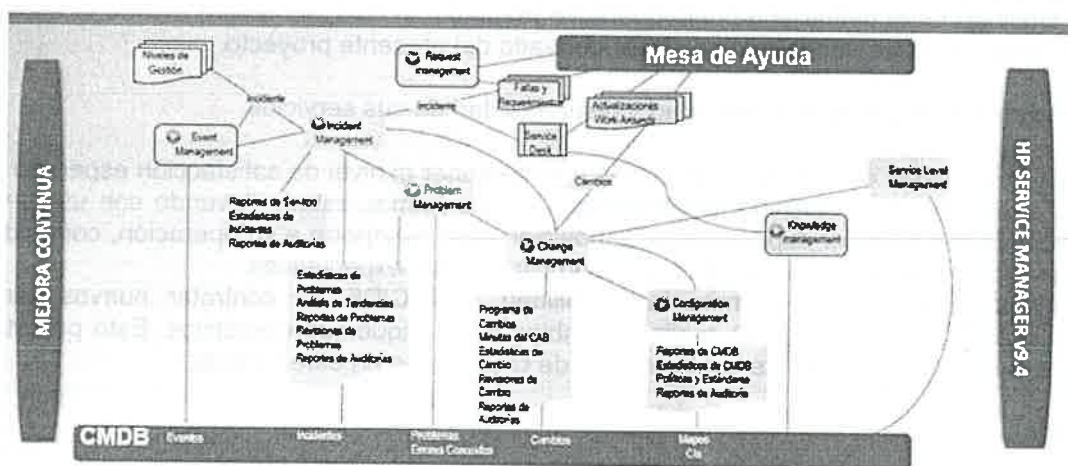 Mesa de Ayuda
Niveles de
Gestión
Request
management
Fallas y
Requerimientos
Incidente
Incidente
Actualizaciones
Work Arounds
Service
Desk
Event
Management
Incident
Management
Problem
Management
Cambios
Service Level
Management
Reportes de Servicio
Estadísticas de
Incidentes
Reportes de Auditorías
Change
Management
Knowledge
management
Estadísticas de
Problemas
Análisis de Tendencias
Reportes de Problemas
Revisiones de
Problemas
Reportes de Auditorías
Programa de
Cambios
Minutas del CAB
Estadísticas de
Cambio
Revisiones de
Cambio
Reportes de
Auditorías
Configuration
Management
Reportes de CMDB
Estadísticas de CMDB
Políticas y Estándares
Reportes de Auditoría
MEJORA CONTINUA
HP SERVICE MANAGER v9.4
CMDB
Eventos
Incidentes
Problemas
Errores Conocidos
Cambios
Mapas
CIs